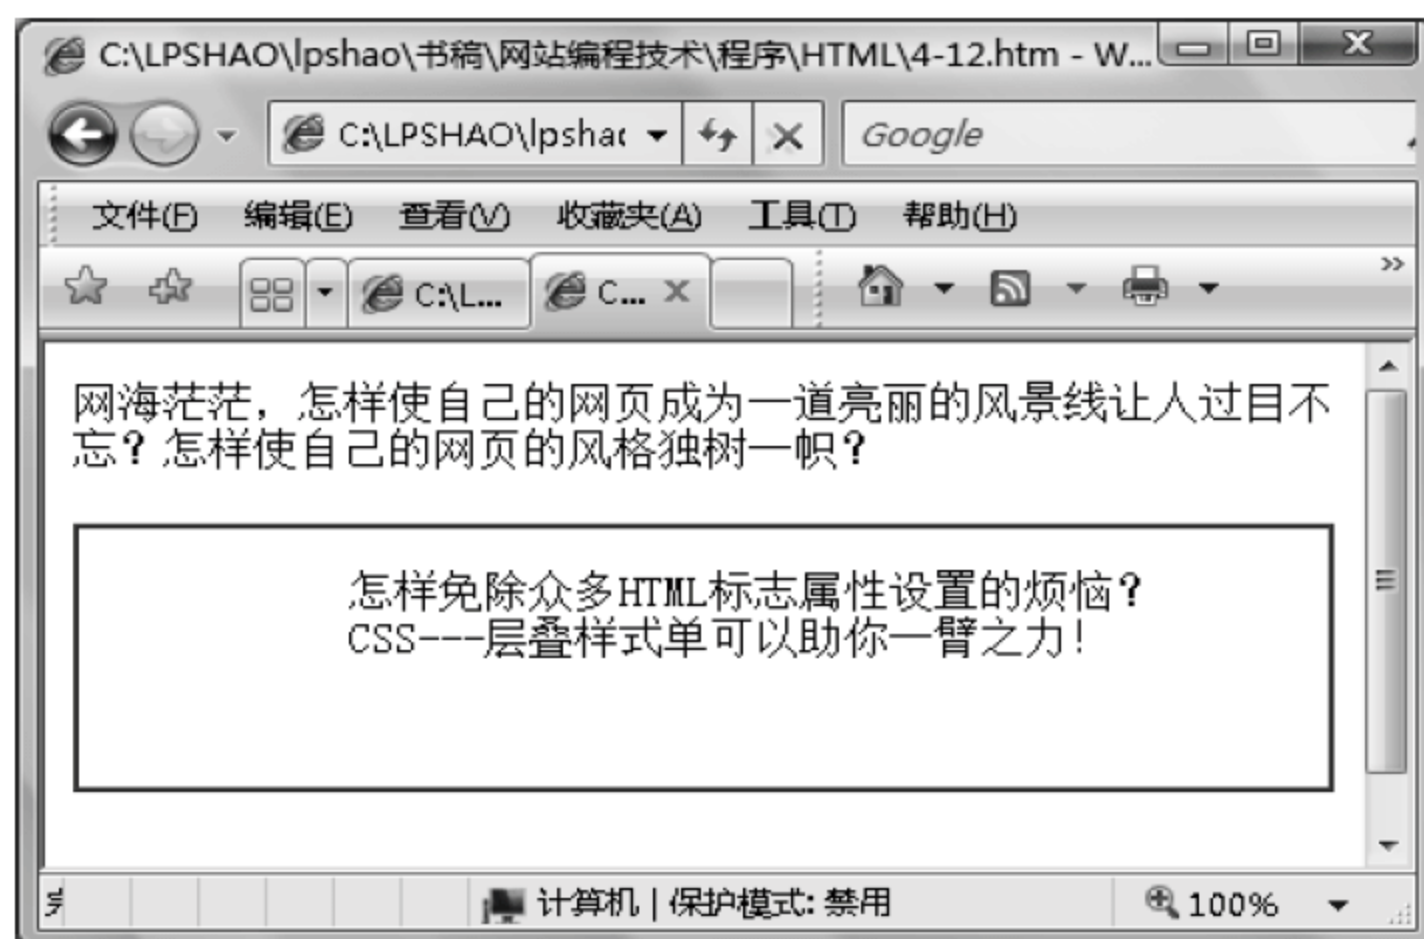 C:\LPSHAO\lpshao\书稿\网站编程技术\程序\HTML\4-12.htm - W...
C:\LPSHAO\lpshac
Google
文件(F) 编辑(E) 查看(V) 收藏夹(A) 工具(T) 帮助(H)
C:\L... C...
网海茫茫，怎样使自己的网页成为一道亮丽的风景线让人过目不
忘？怎样使自己的网页的风格独树一帜？
怎样免除众多HTML标志属性设置的烦恼？
CSS---层叠样式单可以助你一臂之力！
计算机 | 保护模式: 禁用
100%